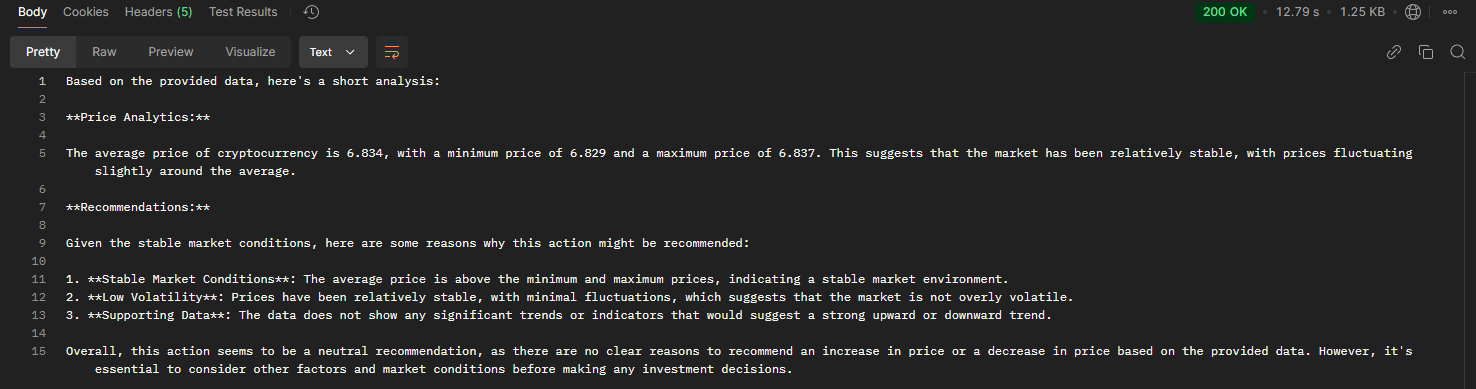 Body Cookies Headers (5) Test Results 200 OK • 12.79 s • 1.25 KB
Pretty Raw Preview Visualize Text
1 Based on the provided data, here's a short analysis:
2
3 **Price Analytics:**
4
5 The average price of cryptocurrency is 6.834, with a minimum price of 6.829 and a maximum price of 6.837. This suggests that the market has been relatively stable, with prices fluctuating
slightly around the average.
6
7 **Recommendations:**
8
9 Given the stable market conditions, here are some reasons why this action might be recommended:
10
11 1. **Stable Market Conditions**: The average price is above the minimum and maximum prices, indicating a stable market environment.
12 2. **Low Volatility**: Prices have been relatively stable, with minimal fluctuations, which suggests that the market is not overly volatile.
13 3. **Supporting Data**: The data does not show any significant trends or indicators that would suggest a strong upward or downward trend.
14
15 Overall, this action seems to be a neutral recommendation, as there are no clear reasons to recommend an increase in price or a decrease in price based on the provided data. However, it's
essential to consider other factors and market conditions before making any investment decisions.